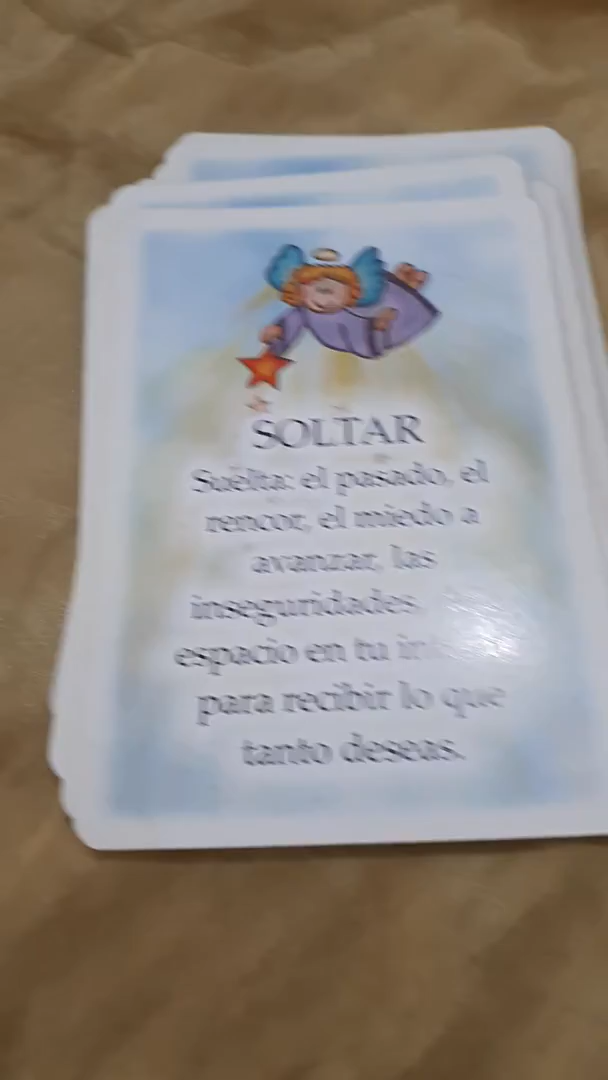 SOLTAR
Suelta: el pasado, el
rencor, el miedo a
avanzar, las
inseguridades.
espacio en tu
para recibir lo que
tanto deseas.